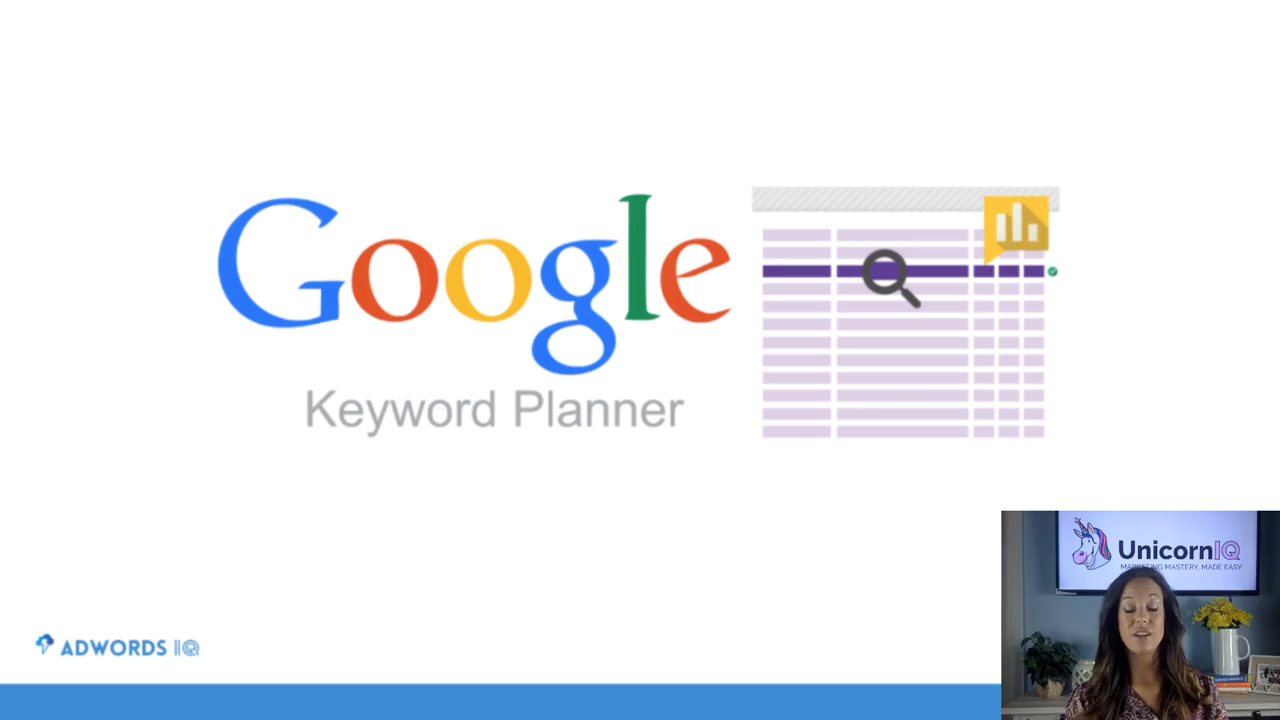 Google
Keyword Planner
UnicornIQ
MARKETING MASTERY, MADE EASY
ADWORDS IQ